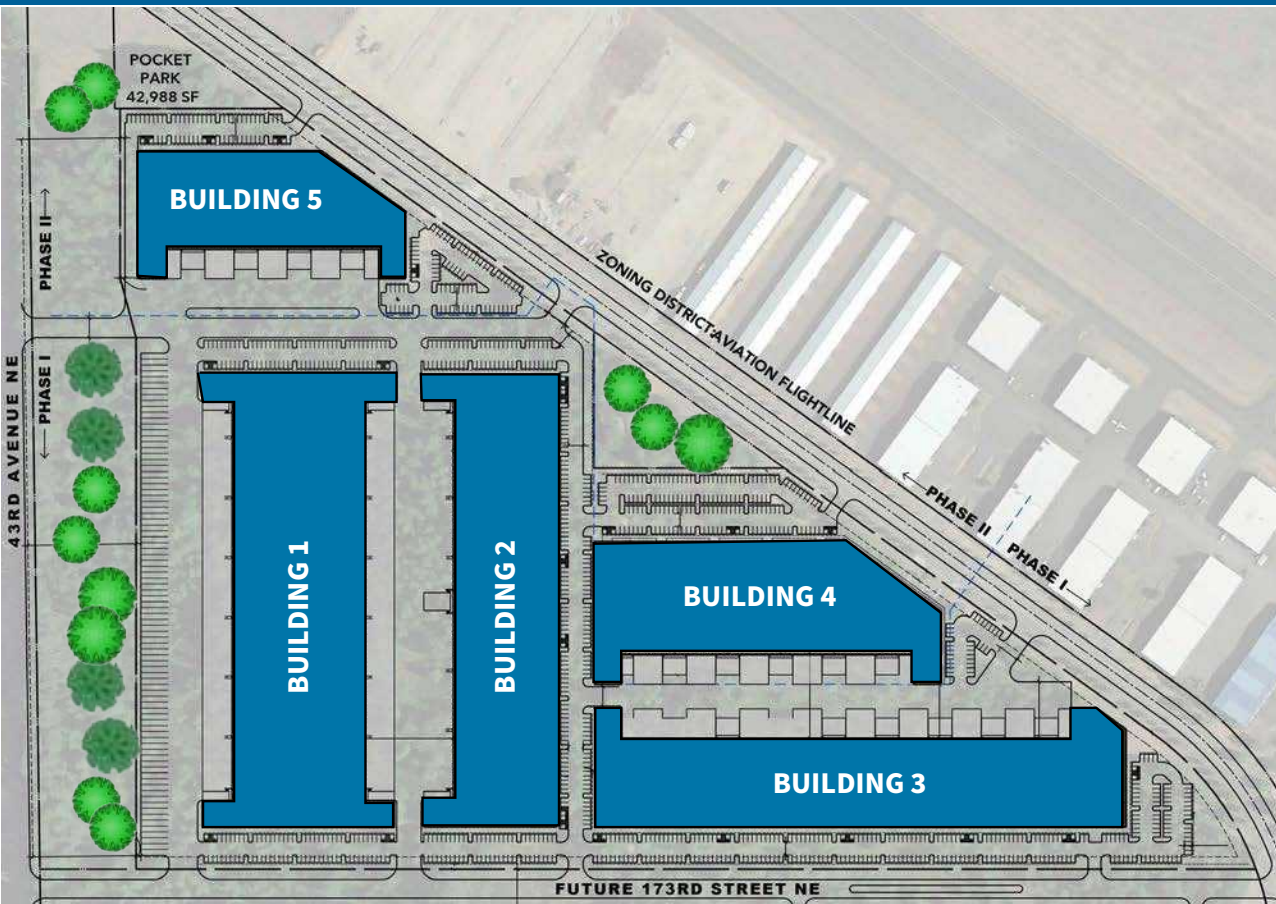 POCKET
PARK
42,988 SF
BUILDING 5
PHASE II
ZONING DISTRICT:AVIATION FLIGHTLINE
PHASE I
43RD AVENUE NE
BUILDING 1
BUILDING 2
PHASE II
PHASE I
BUILDING 4
BUILDING 3
FUTURE 173RD STREET NE